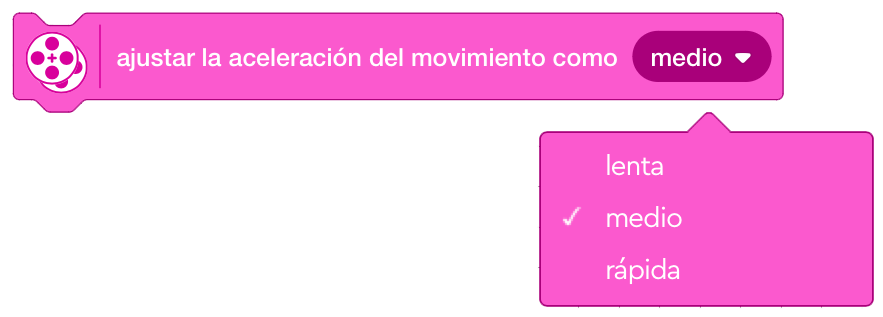 ajustar la aceleración del movimiento como medio
lenta
medio
rápida